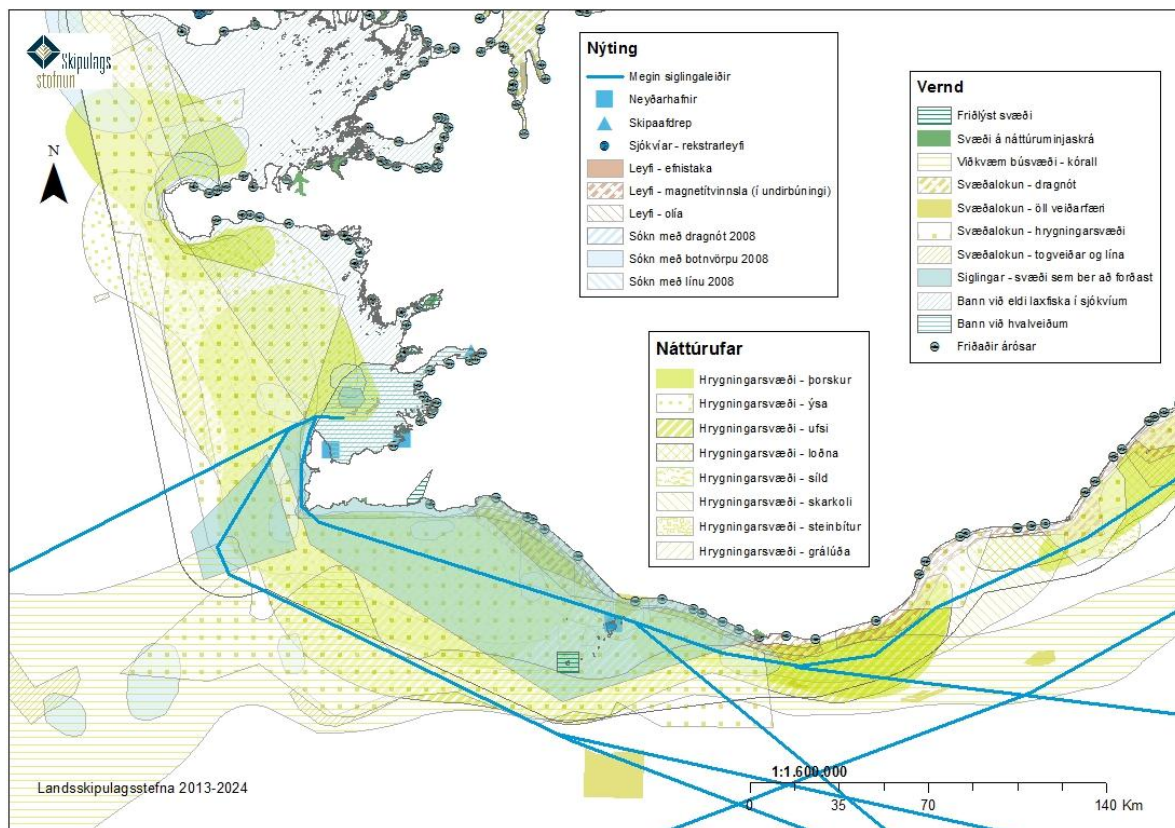 Skipulags
stofnun
N
Nýting
Megin siglingaleiðir
Neyðarhafnir
Skipaafdrep
Sjókvíar - rekstrarleyfi
Leyfi - efnistaka
Leyfi - magnetítvinnsla (í undirbúningi)
Leyfi - olía
Sókn með dragnót 2008
Sókn með botnvörpu 2008
Sókn með línu 2008
Vernd
Friðlýst svæði
Svæði á náttúruminjaskrá
Viðkvæm búsvæði - kórall
Svæðalokun - dragnót
Svæðalokun - öll veiðarfæri
Svæðalokun - hrygningarsvæði
Svæðalokun - togveiðar og lína
Siglingar - svæði sem ber að forðast
Bann við eldi laxfiska í sjókvíum
Bann við hvalveiðum
Friðaðir árósar
Náttúrufar
Hrygningarsvæði - þorskur
Hrygningarsvæði - ýsa
Hrygningarsvæði - ufsi
Hrygningarsvæði - loðna
Hrygningarsvæði - síld
Hrygningarsvæði - skarkoli
Hrygningarsvæði - steinbítur
Hrygningarsvæði - grálúða
Landsskipulagsstefna 2013-2024
1:1.600.000
0 35 70 140 Km